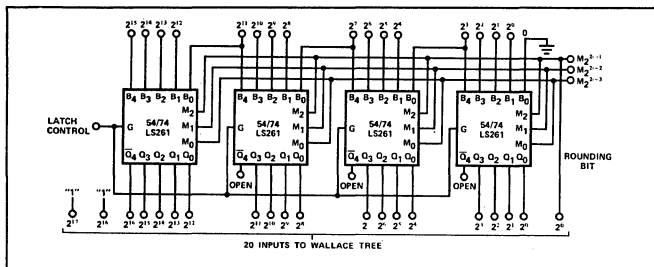 2¹⁵ 2¹⁴ 2¹³ 2¹² 2¹¹ 2¹⁰ 2⁹ 2⁸ 2⁷ 2⁶ 2⁵ 2⁴ 2³ 2² 2¹ 2⁰ 0
B4 B3 B2 B1 B0 B4 B3 B2 B1 B0 B4 B3 B2 B1 B0 B4 B3 B2 B1 B0
M2 M2 M2 M2
54/74 54/74 54/74 54/74
LS261 LS261 LS261 LS261
M1 M1 M1 M1
G G G G
M0 M0 M0 M0
Q̅4 Q3 Q2 Q1 Q0 Q̅4 Q3 Q2 Q1 Q0 Q̅4 Q3 Q2 Q1 Q0 Q̅4 Q3 Q2 Q1 Q0
LATCH
CONTROL
ROUNDING
BIT
OPEN OPEN OPEN
"1" "1"
2¹⁷ 2¹⁶ 2¹⁶ 2¹⁵ 2¹⁴ 2¹³ 2¹² 2¹¹ 2¹⁰ 2⁹ 2⁸ 2 2⁶ 2⁵ 2⁴ 2³ 2² 2¹ 2⁰ 2⁰
20 INPUTS TO WALLACE TREE